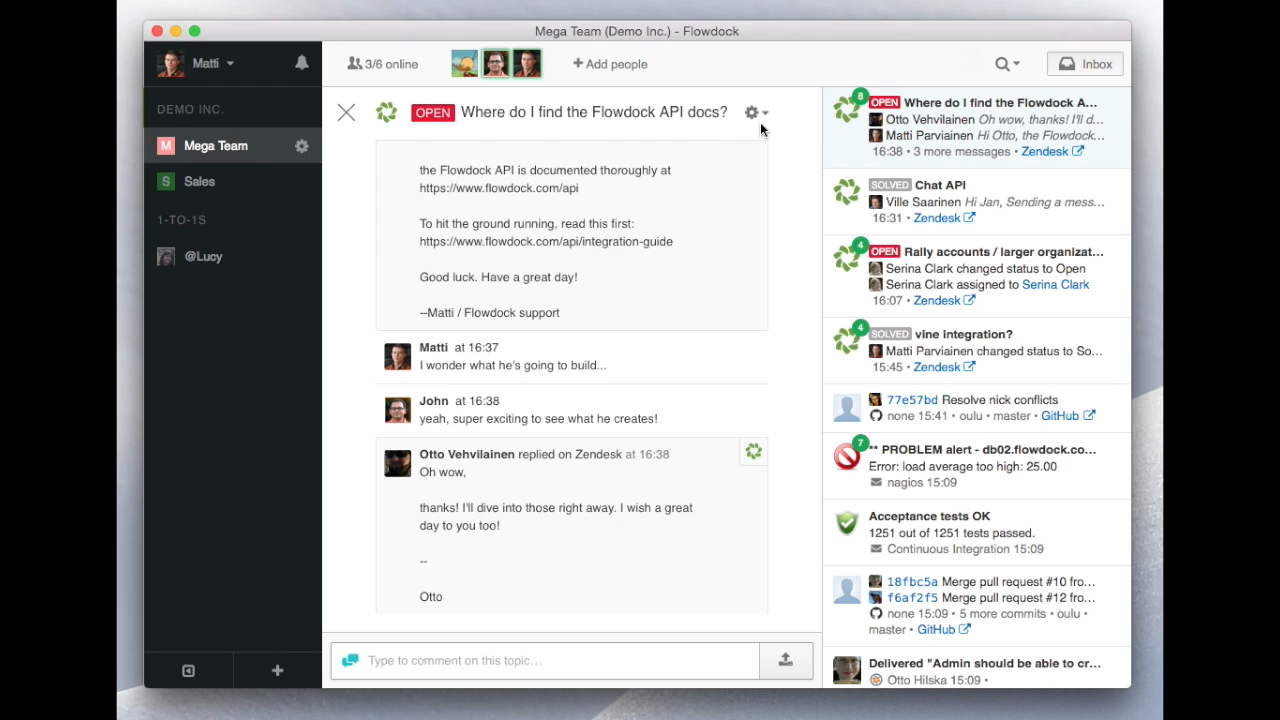 Mega Team (Demo Inc.) - Flowdock
Matti
3/6 online
+ Add people
Inbox
DEMO INC.
M Mega Team
S Sales
1-TO-1S
@Lucy
OPEN Where do I find the Flowdock API docs?
the Flowdock API is documented thoroughly at
https://www.flowdock.com/api
To hit the ground running, read this first:
https://www.flowdock.com/api/integration-guide
Good luck. Have a great day!
--Matti / Flowdock support
Matti at 16:37
I wonder what he's going to build...
John at 16:38
yeah, super exciting to see what he creates!
Otto Vehvilainen replied on Zendesk at 16:38
Oh wow,
thanks! I'll dive into those right away. I wish a great
day to you too!
--
Otto
Type to comment on this topic…
8
OPEN Where do I find the Flowdock A...
Otto Vehvilainen Oh wow, thanks! I'll d...
Matti Parviainen Hi Otto, the Flowdock...
16:38 • 3 more messages • Zendesk
SOLVED Chat API
Ville Saarinen Hi Jan, Sending a mess...
16:31 • Zendesk
4
OPEN Rally accounts / larger organizat...
Serina Clark changed status to Open
Serina Clark assigned to Serina Clark
16:07 • Zendesk
4
SOLVED vine integration?
Matti Parviainen changed status to So...
15:45 • Zendesk
77e57bd Resolve nick conflicts
none 15:41 • oulu • master • GitHub
7
** PROBLEM alert - db02.flowdock.co...
Error: load average too high: 25.00
nagios 15:09
Acceptance tests OK
1251 out of 1251 tests passed.
Continuous Integration 15:09
18fbc5a Merge pull request #10 fro...
f6af2f5 Merge pull request #12 fro...
none 15:09 • 5 more commits • oulu •
master • GitHub
Delivered "Admin should be able to cr...
Otto Hilska 15:09 •